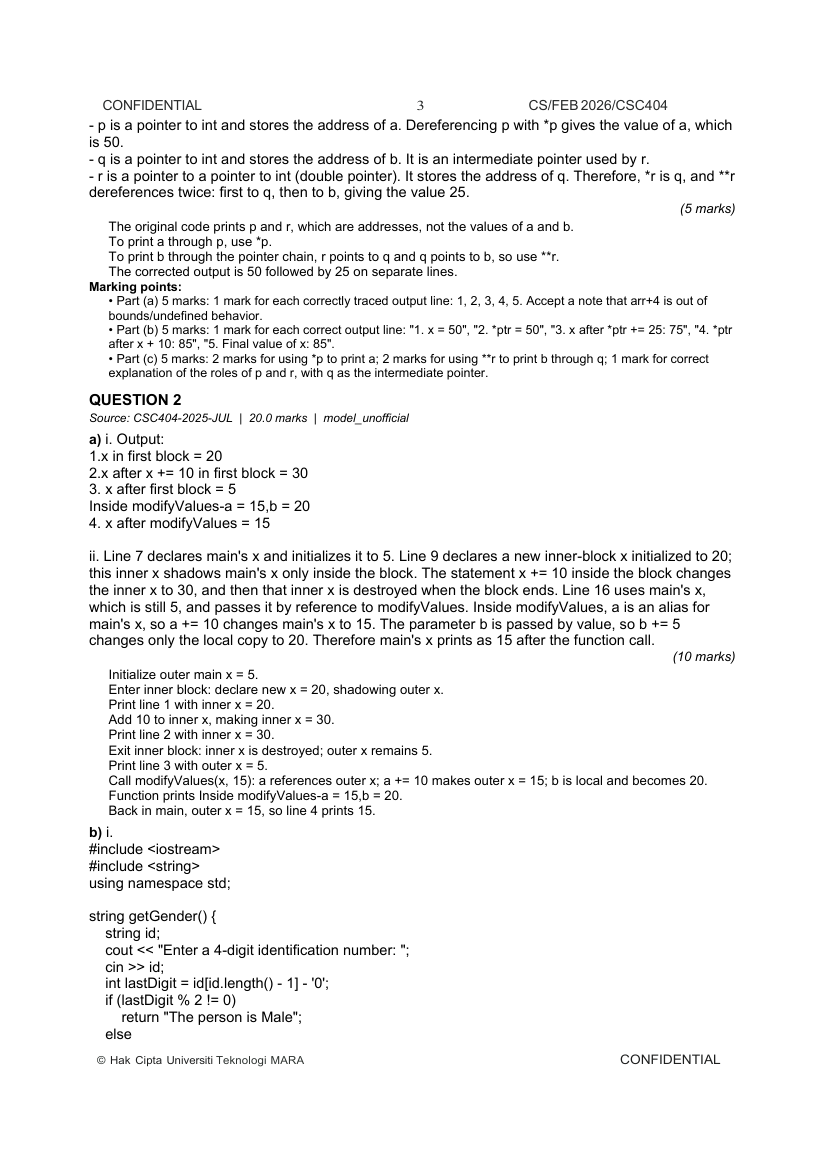 CONFIDENTIAL 3 CS/FEB 2026/CSC404
- p is a pointer to int and stores the address of a. Dereferencing p with *p gives the value of a, which
is 50.
- q is a pointer to int and stores the address of b. It is an intermediate pointer used by r.
- r is a pointer to a pointer to int (double pointer). It stores the address of q. Therefore, *r is q, and **r
dereferences twice: first to q, then to b, giving the value 25.
(5 marks)
The original code prints p and r, which are addresses, not the values of a and b.
To print a through p, use *p.
To print b through the pointer chain, r points to q and q points to b, so use **r.
The corrected output is 50 followed by 25 on separate lines.
Marking points:
• Part (a) 5 marks: 1 mark for each correctly traced output line: 1, 2, 3, 4, 5. Accept a note that arr+4 is out of
bounds/undefined behavior.
• Part (b) 5 marks: 1 mark for each correct output line: "1. x = 50", "2. *ptr = 50", "3. x after *ptr += 25: 75", "4. *ptr
after x + 10: 85", "5. Final value of x: 85".
• Part (c) 5 marks: 2 marks for using *p to print a; 2 marks for using **r to print b through q; 1 mark for correct
explanation of the roles of p and r, with q as the intermediate pointer.
QUESTION 2
Source: CSC404-2025-JUL | 20.0 marks | model_unofficial
a) i. Output:
1.x in first block = 20
2.x after x += 10 in first block = 30
3. x after first block = 5
Inside modifyValues-a = 15,b = 20
4. x after modifyValues = 15
ii. Line 7 declares main's x and initializes it to 5. Line 9 declares a new inner-block x initialized to 20;
this inner x shadows main's x only inside the block. The statement x += 10 inside the block changes
the inner x to 30, and then that inner x is destroyed when the block ends. Line 16 uses main's x,
which is still 5, and passes it by reference to modifyValues. Inside modifyValues, a is an alias for
main's x, so a += 10 changes main's x to 15. The parameter b is passed by value, so b += 5
changes only the local copy to 20. Therefore main's x prints as 15 after the function call.
(10 marks)
Initialize outer main x = 5.
Enter inner block: declare new x = 20, shadowing outer x.
Print line 1 with inner x = 20.
Add 10 to inner x, making inner x = 30.
Print line 2 with inner x = 30.
Exit inner block: inner x is destroyed; outer x remains 5.
Print line 3 with outer x = 5.
Call modifyValues(x, 15): a references outer x; a += 10 makes outer x = 15; b is local and becomes 20.
Function prints Inside modifyValues-a = 15,b = 20.
Back in main, outer x = 15, so line 4 prints 15.
b) i.
#include <iostream>
#include <string>
using namespace std;
string getGender() {
string id;
cout << "Enter a 4-digit identification number: ";
cin >> id;
int lastDigit = id[id.length() - 1] - '0';
if (lastDigit % 2 != 0)
return "The person is Male";
else
© Hak Cipta Universiti Teknologi MARA CONFIDENTIAL